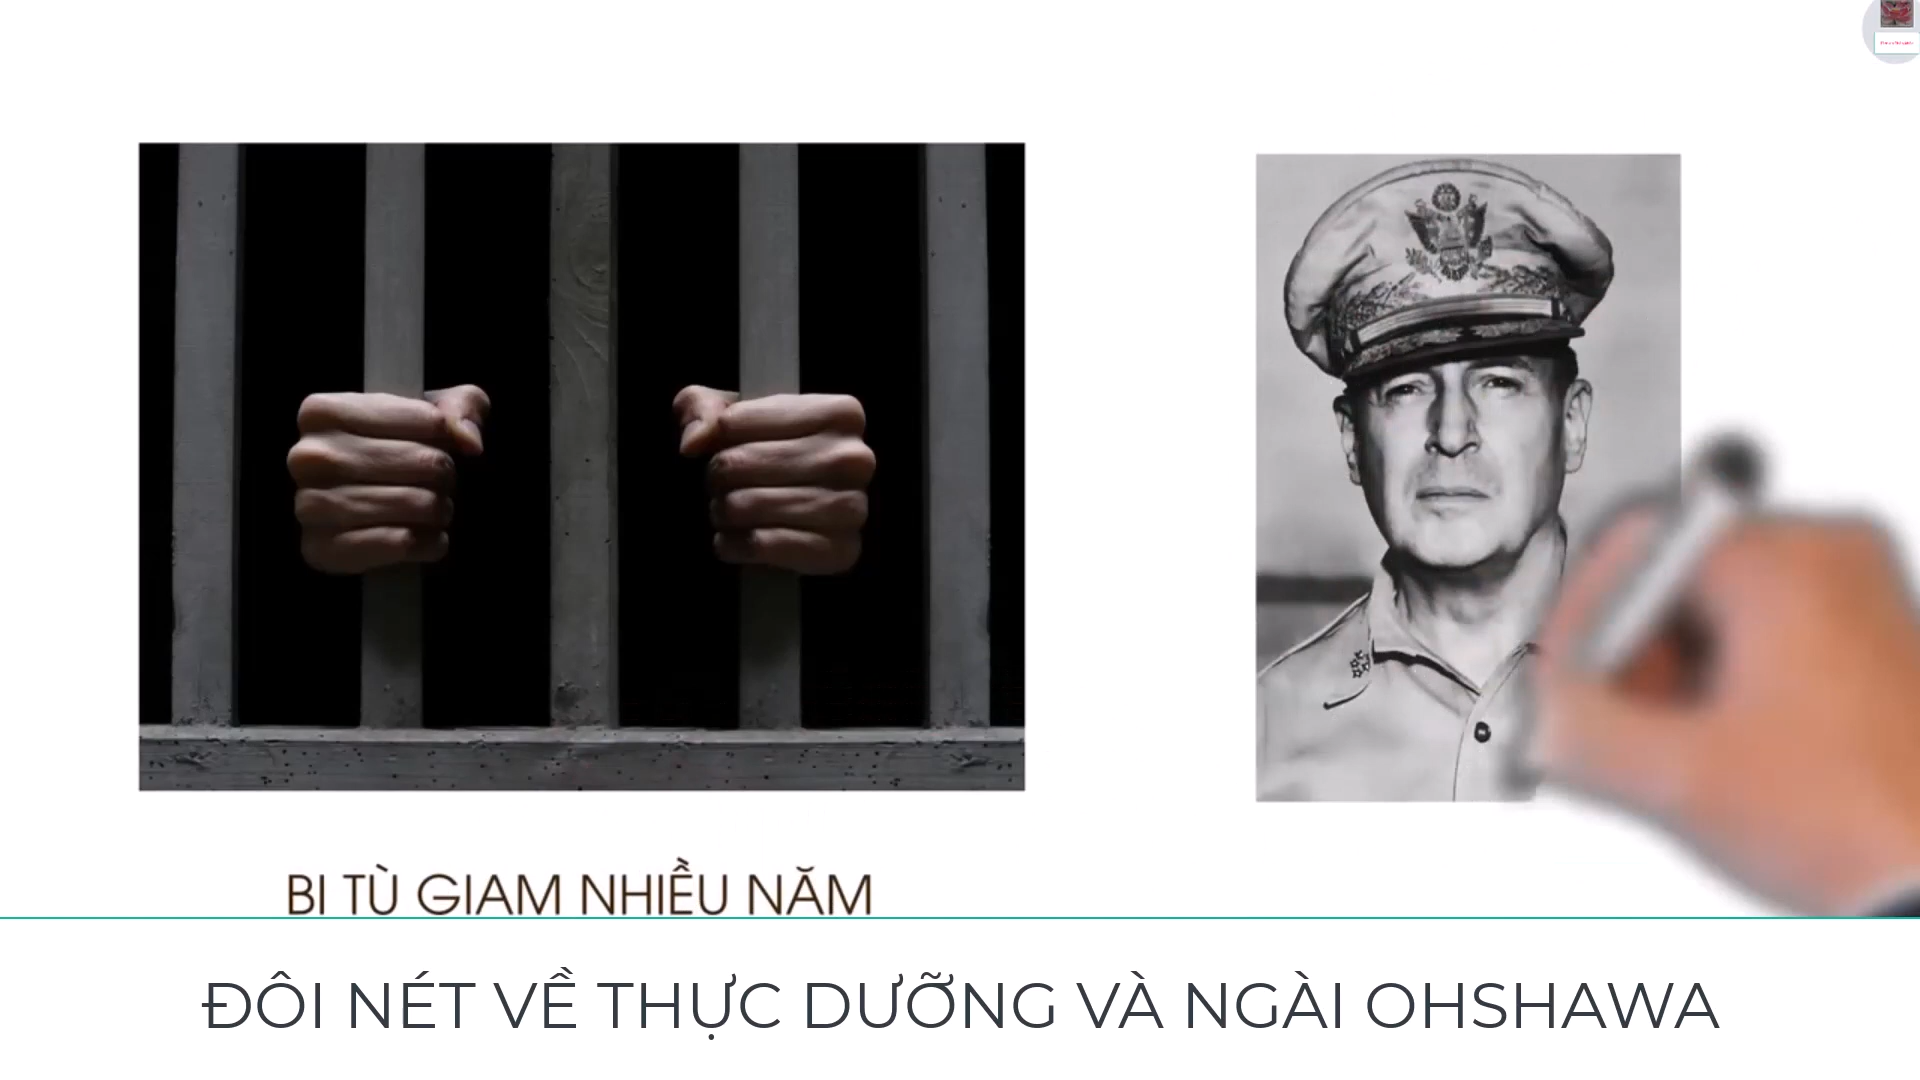 BI TÙ GIAM NHIỀU NĂM
ĐÔI NÉT VỀ THỰC DƯỠNG VÀ NGÀI OHSHAWA